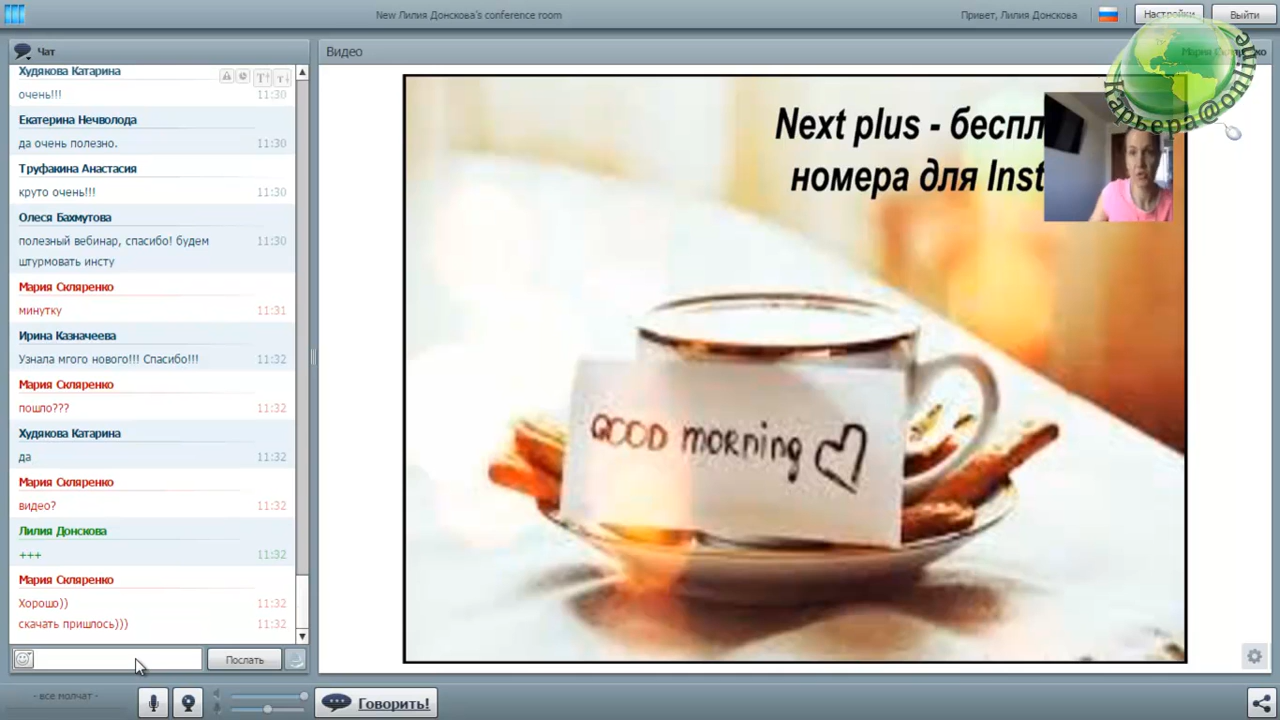 New Лилия Донскова's conference room
Привет, Лилия Донскова
Настройки
Выйти
Чат
Худякова Катарина
очень!!!
11:30
Екатерина Нечволода
да очень полезно.
11:30
Труфакина Анастасия
круто очень!!!
11:30
Олеся Бахмутова
полезный вебинар, спасибо! будем
11:30
штурмовать инсту
Мария Скляренко
минутку
11:31
Ирина Казначеева
Узнала мгого нового!!! Спасибо!!!
11:32
Мария Скляренко
пошло???
11:32
Худякова Катарина
да
11:32
Мария Скляренко
видео?
11:32
Лилия Донскова
+++
11:32
Мария Скляренко
Хорошо))
11:32
скачать пришлось)))
11:32
Послать
- все молчат -
Говорить!
Видео
Карьера@online
Next plus - беспл
номера для Inst
GOOD morning